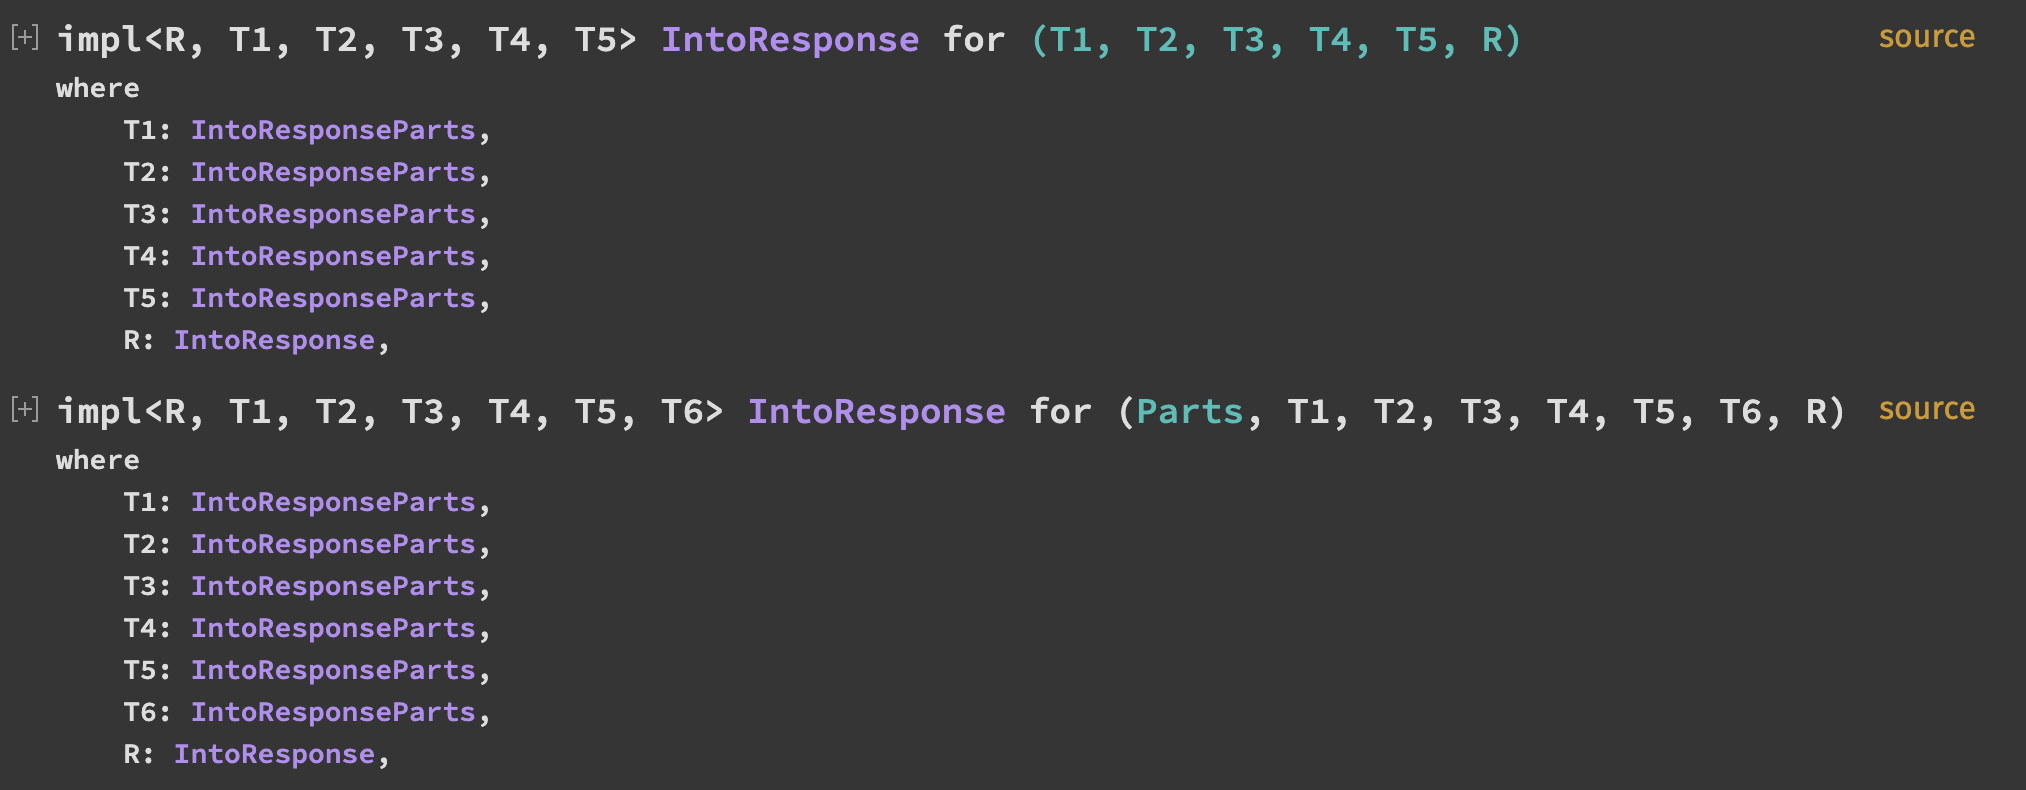 [+] impl<R, T1, T2, T3, T4, T5> IntoResponse for (T1, T2, T3, T4, T5, R) source
where
T1: IntoResponseParts,
T2: IntoResponseParts,
T3: IntoResponseParts,
T4: IntoResponseParts,
T5: IntoResponseParts,
R: IntoResponse,
[+] impl<R, T1, T2, T3, T4, T5, T6> IntoResponse for (Parts, T1, T2, T3, T4, T5, T6, R) source
where
T1: IntoResponseParts,
T2: IntoResponseParts,
T3: IntoResponseParts,
T4: IntoResponseParts,
T5: IntoResponseParts,
T6: IntoResponseParts,
R: IntoResponse,